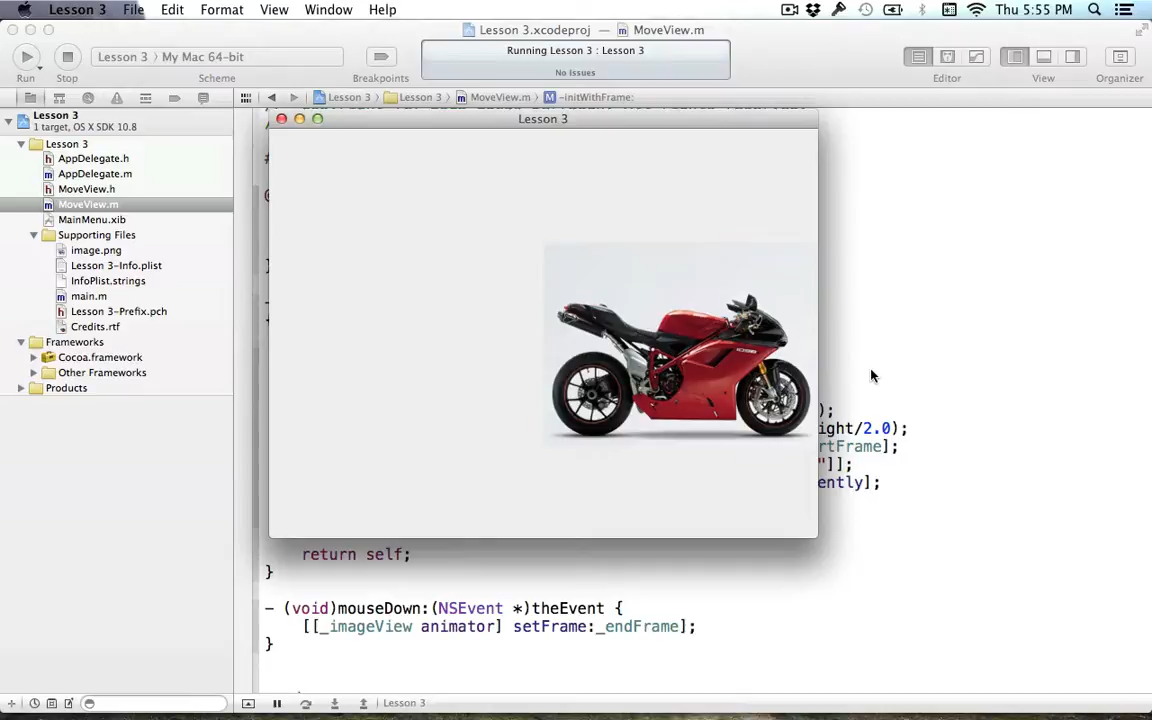 Lesson 3 File Edit Format View Window Help Thu 5:55 PM
Lesson 3.xcodeproj — MoveView.m
Lesson 3 My Mac 64-bit
Running Lesson 3 : Lesson 3
No Issues
Run Stop Scheme Breakpoints Editor View Organizer
Lesson 3 Lesson 3 MoveView.m M -initWithFrame:
Lesson 3
1 target, OS X SDK 10.8
Lesson 3
AppDelegate.h
AppDelegate.m
MoveView.h
MoveView.m
MainMenu.xib
Supporting Files
image.png
Lesson 3-Info.plist
InfoPlist.strings
main.m
Lesson 3-Prefix.pch
Credits.rtf
Frameworks
Cocoa.framework
Other Frameworks
Products
Lesson 3
);
ight/2.0);
rtFrame];
"]];
ently];
return self;
}
- (void)mouseDown:(NSEvent *)theEvent {
[[_imageView animator] setFrame:_endFrame];
}
Lesson 3